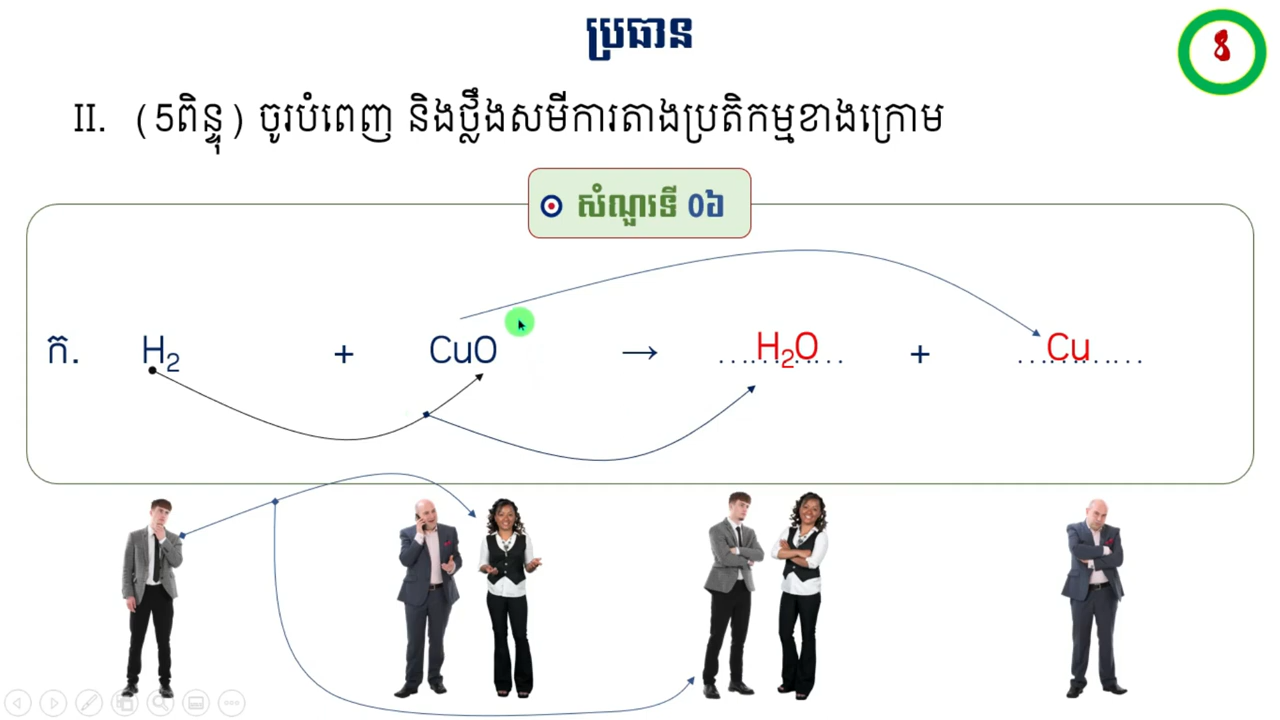 ប្រធាន
8
II. (5ពិន្ទុ) ចូរបំពេញ និងថ្លឹងសមីការតាងប្រតិកម្មខាងក្រោម
សំណួរទី 0៦
ក. H₂ + CuO → ...H₂O... + ...Cu...